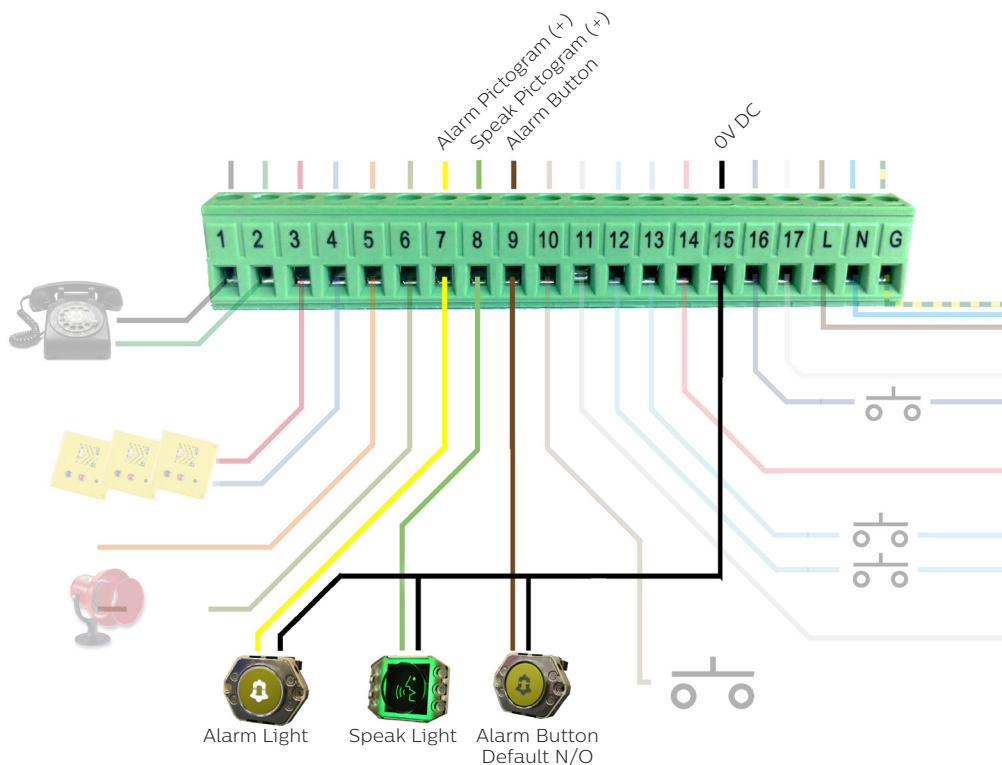 Alarm Pictogram (+)
Speak Pictogram (+)
Alarm Button
0V DC
1 2 3 4 5 6 7 8 9 10 11 12 13 14 15 16 17 L N G
Alarm Light
Speak Light
Alarm Button
Default N/O